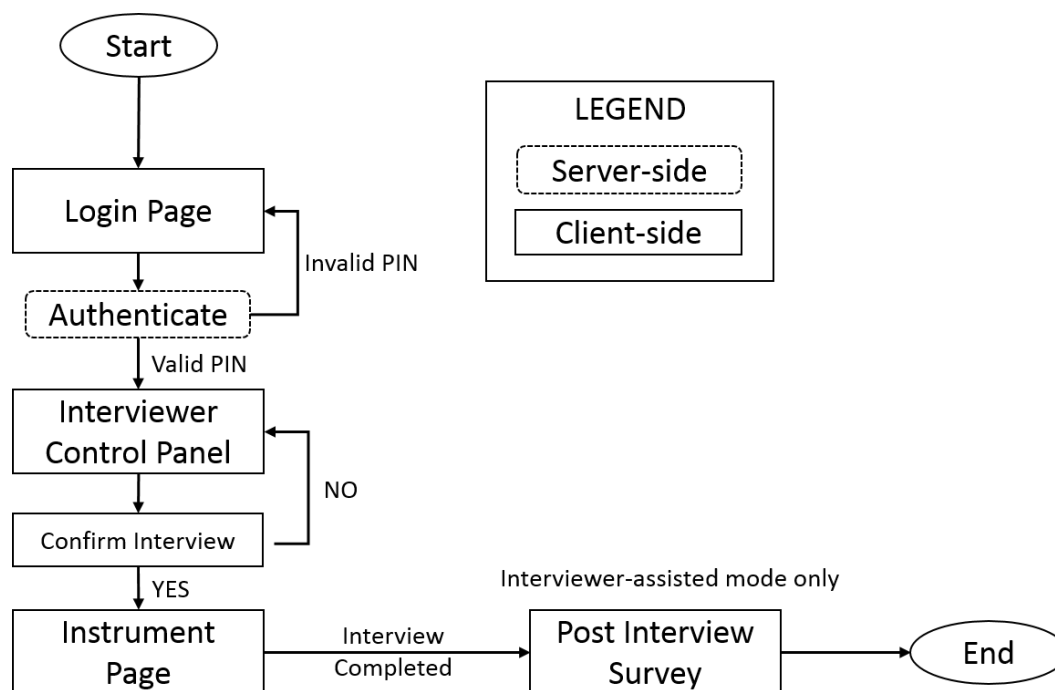 Start
LEGEND
Server-side
Client-side
Login Page
Invalid PIN
Authenticate
Valid PIN
Interviewer
Control Panel
NO
Confirm Interview
YES
Interviewer-assisted mode only
Instrument
Page
Interview
Completed
Post Interview
Survey
End